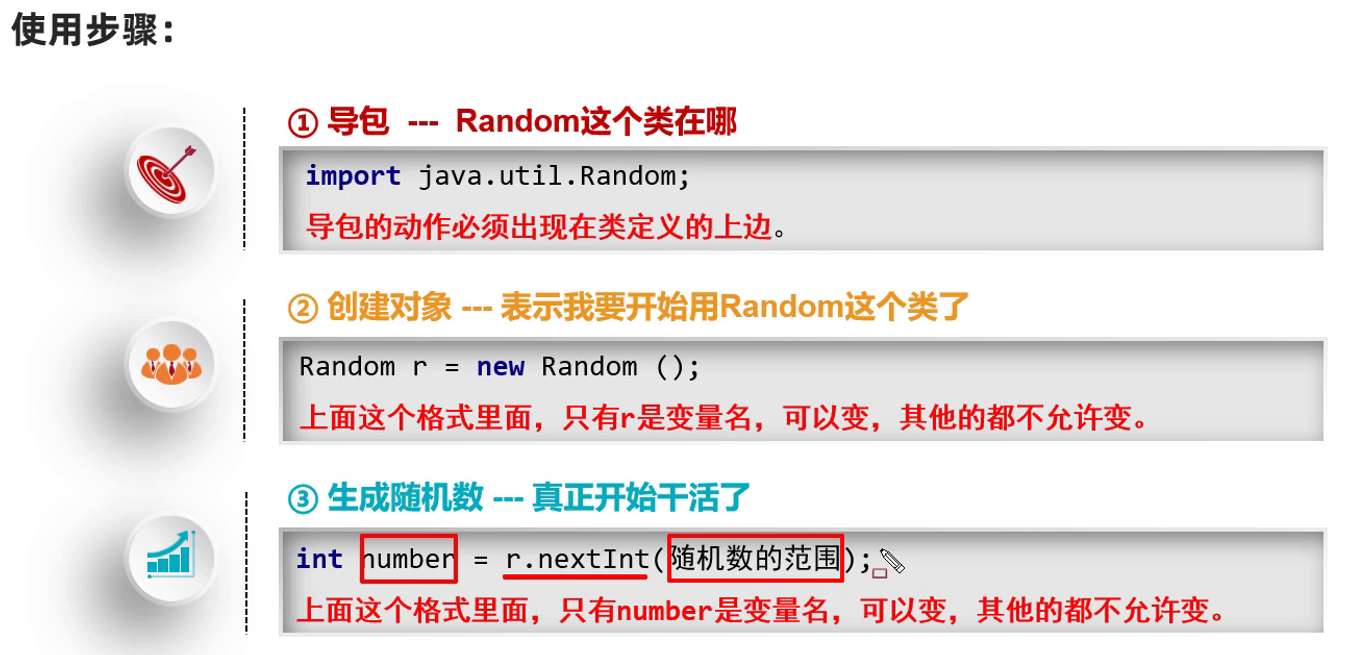 使用步骤：
① 导包 --- Random这个类在哪
import java.util.Random;
导包的动作必须出现在类定义的上边。
② 创建对象 --- 表示我要开始用Random这个类了
Random r = new Random ();
上面这个格式里面，只有r是变量名，可以变，其他的都不允许变。
③ 生成随机数 --- 真正开始干活了
int number = r.nextInt(随机数的范围);
上面这个格式里面，只有number是变量名，可以变，其他的都不允许变。